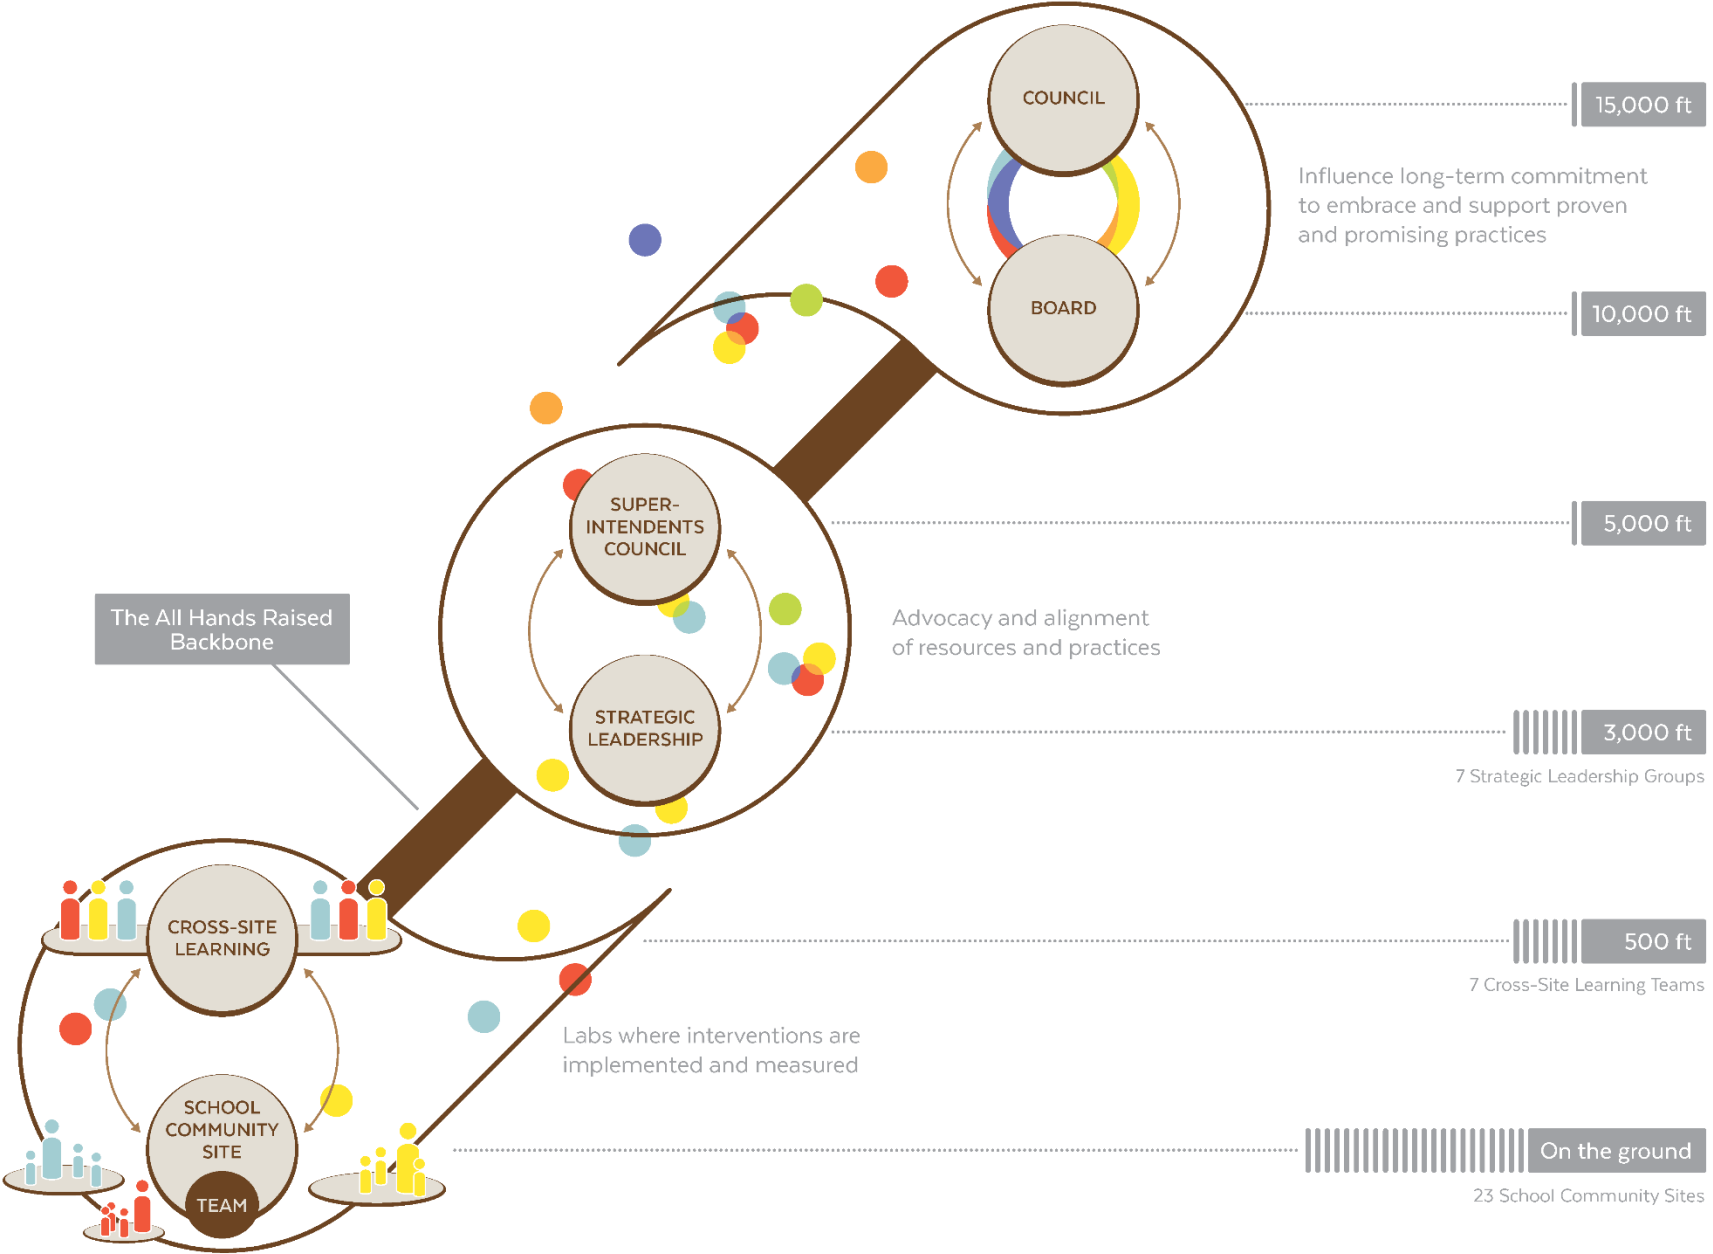 COUNCIL
15,000 ft
Influence long-term commitment
to embrace and support proven
and promising practices
BOARD
10,000 ft
SUPER-
INTENDENTS
COUNCIL
5,000 ft
The All Hands Raised
Backbone
Advocacy and alignment
of resources and practices
STRATEGIC
LEADERSHIP
3,000 ft
7 Strategic Leadership Groups
CROSS-SITE
LEARNING
500 ft
7 Cross-Site Learning Teams
Labs where interventions are
implemented and measured
SCHOOL
COMMUNITY
SITE
TEAM
On the ground
23 School Community Sites